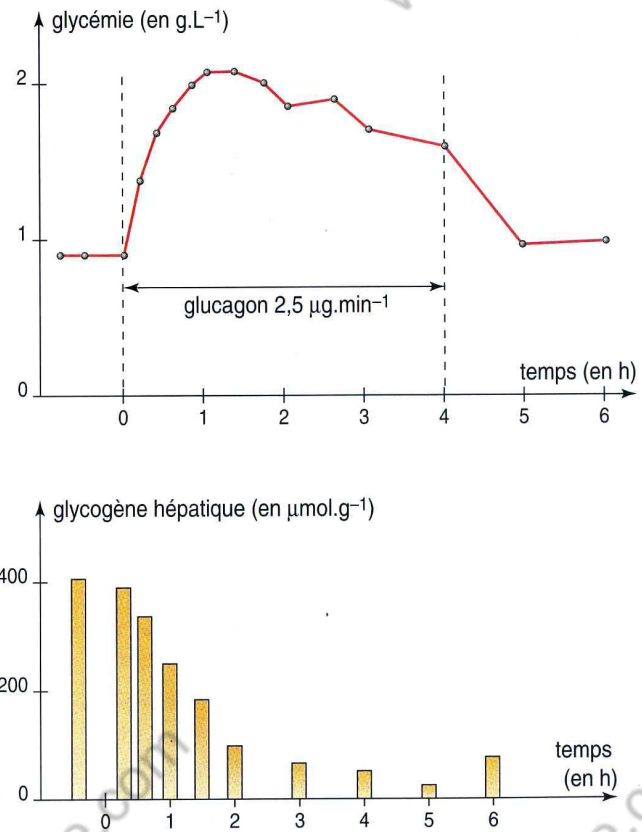 glycémie (en g.L–1)
2
1
glucagon 2,5 µg.min–1
temps (en h)
0
0 1 2 3 4 5 6
glycogène hépatique (en µmol.g–1)
400
200
temps
(en h)
0
0 1 2 3 4 5 6
.com